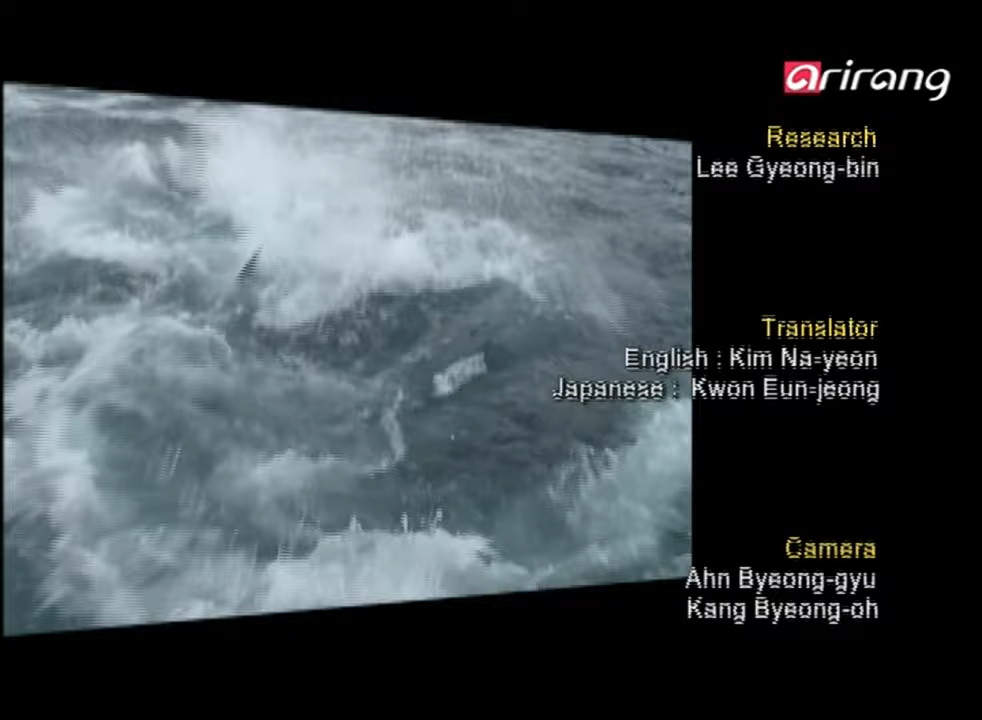 arirang
Research
Lee Gyeong-bin
Translator
English : Kim Na-yeon
Japanese : Kwon Eun-jeong
Camera
Ahn Byeong-gyu
Kang Byeong-oh